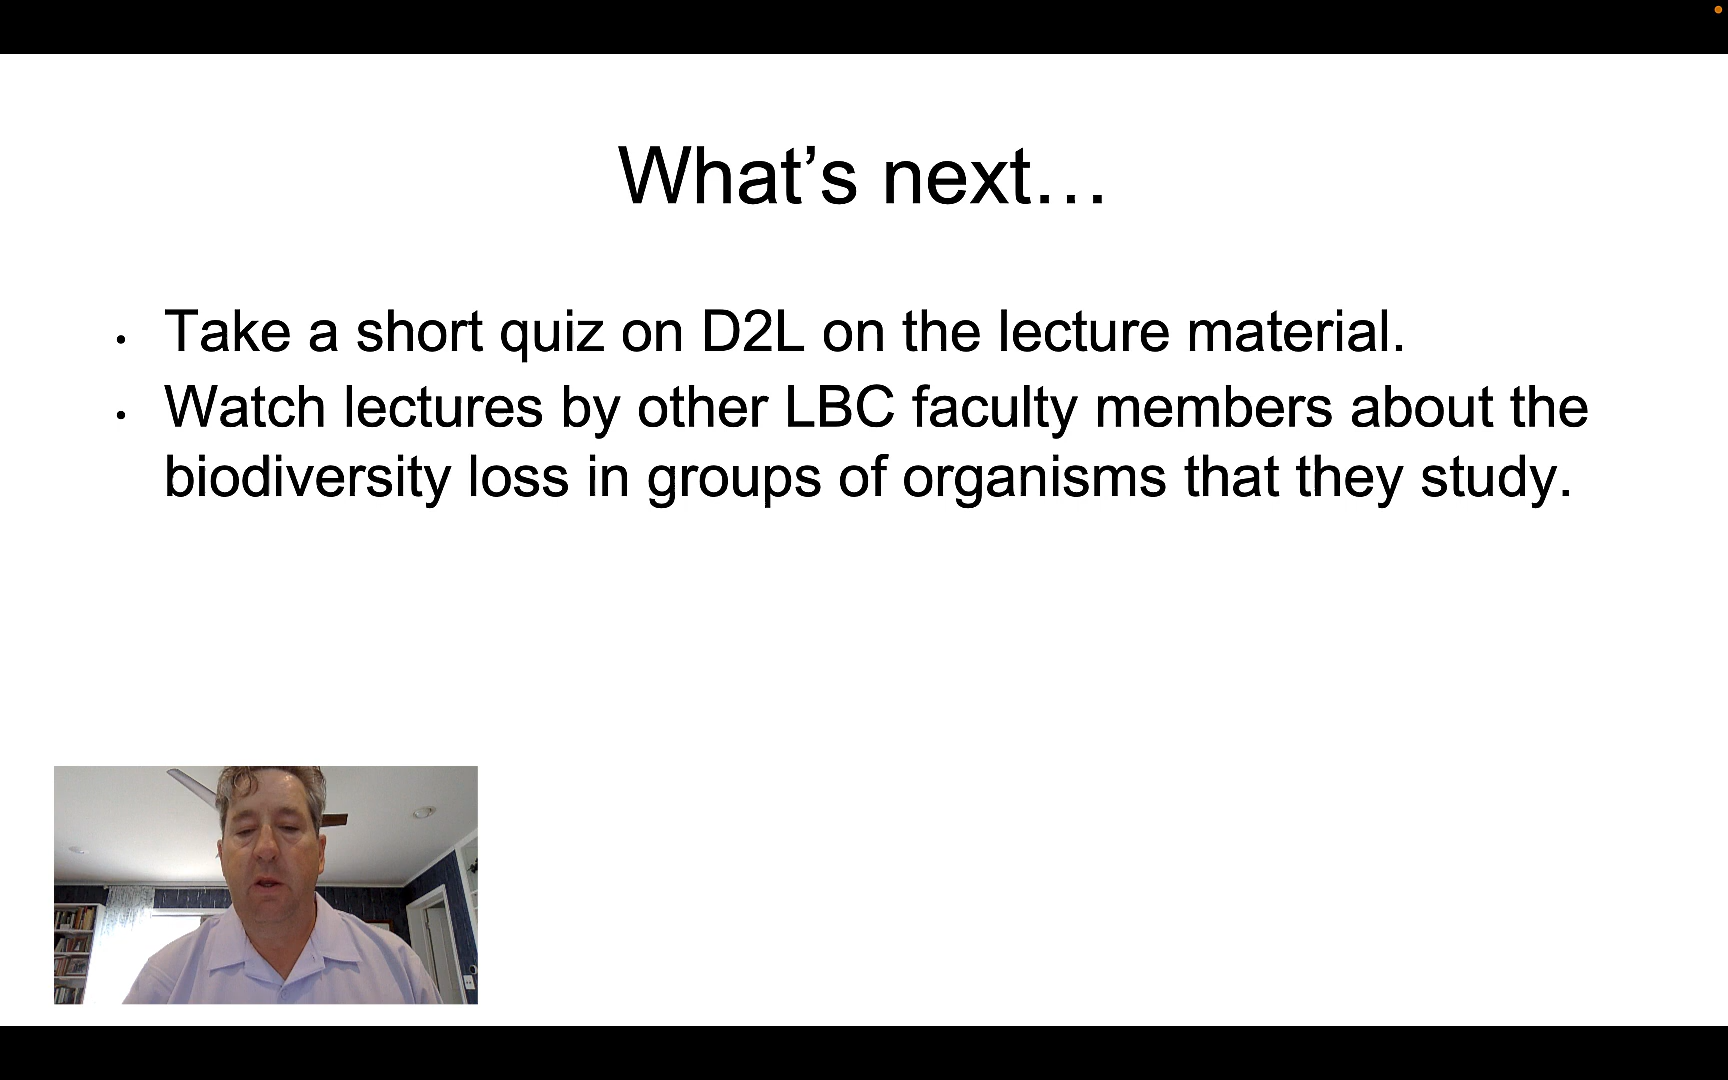 What’s next…
• Take a short quiz on D2L on the lecture material.
• Watch lectures by other LBC faculty members about the
biodiversity loss in groups of organisms that they study.